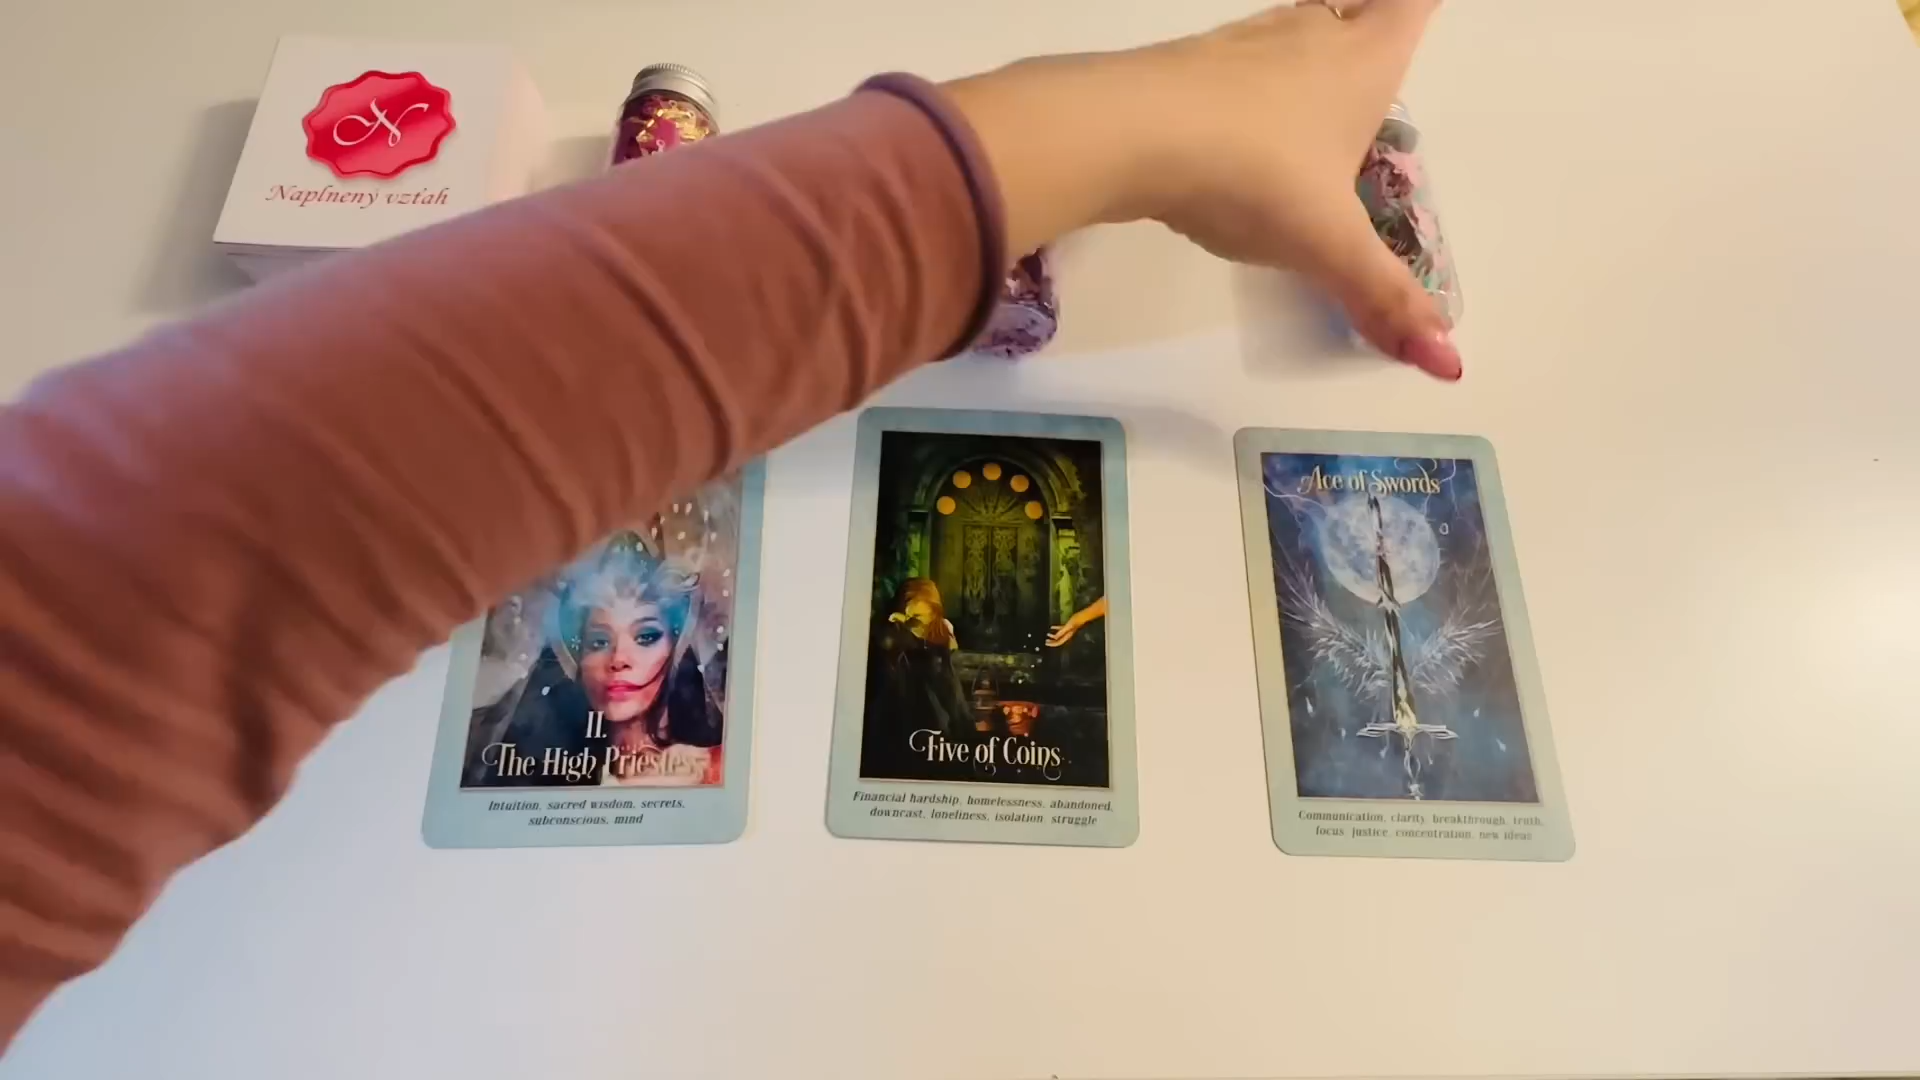 N
Naplnený vzťah
II.
The High Priestess
Intuition, sacred wisdom, secrets,
subconscious, mind
Five of Coins
Financial hardship, homelessness, abandoned,
downcast, loneliness, isolation, struggle
Ace of Swords
Communication, clarity, breakthrough, truth,
focus, justice, concentration, new ideas